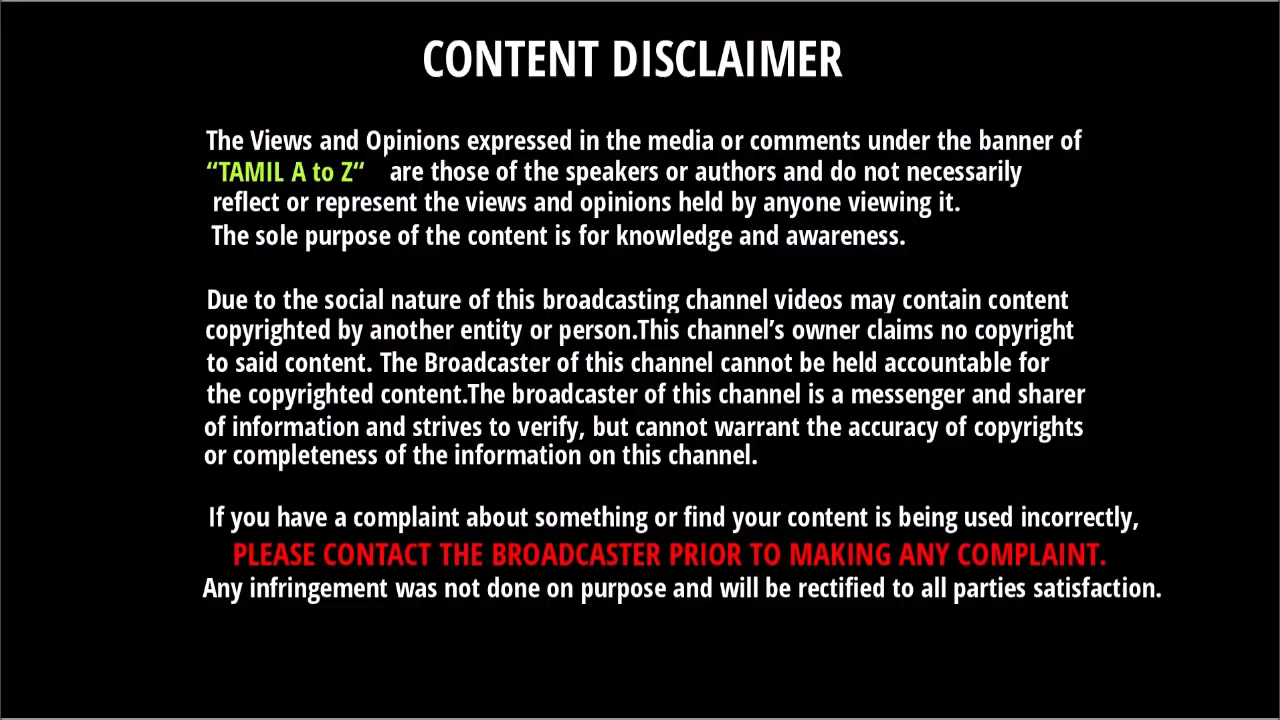 CONTENT DISCLAIMER
The Views and Opinions expressed in the media or comments under the banner of
“TAMIL A to Z“ are those of the speakers or authors and do not necessarily
reflect or represent the views and opinions held by anyone viewing it.
The sole purpose of the content is for knowledge and awareness.
Due to the social nature of this broadcasting channel videos may contain content
copyrighted by another entity or person.This channel’s owner claims no copyright
to said content. The Broadcaster of this channel cannot be held accountable for
the copyrighted content.The broadcaster of this channel is a messenger and sharer
of information and strives to verify, but cannot warrant the accuracy of copyrights
or completeness of the information on this channel.
If you have a complaint about something or find your content is being used incorrectly,
PLEASE CONTACT THE BROADCASTER PRIOR TO MAKING ANY COMPLAINT.
Any infringement was not done on purpose and will be rectified to all parties satisfaction.